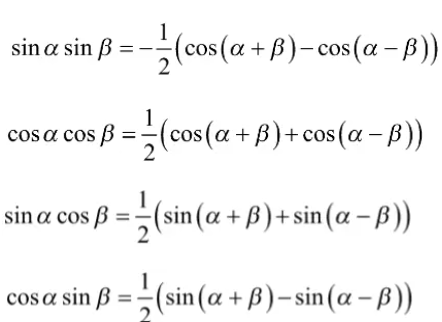 sin α sin β = −1/2(cos(α + β) − cos(α − β))
cos α cos β = 1/2(cos(α + β) + cos(α − β))
sin α cos β = 1/2(sin(α + β) + sin(α − β))
cos α sin β = 1/2(sin(α + β) − sin(α − β))